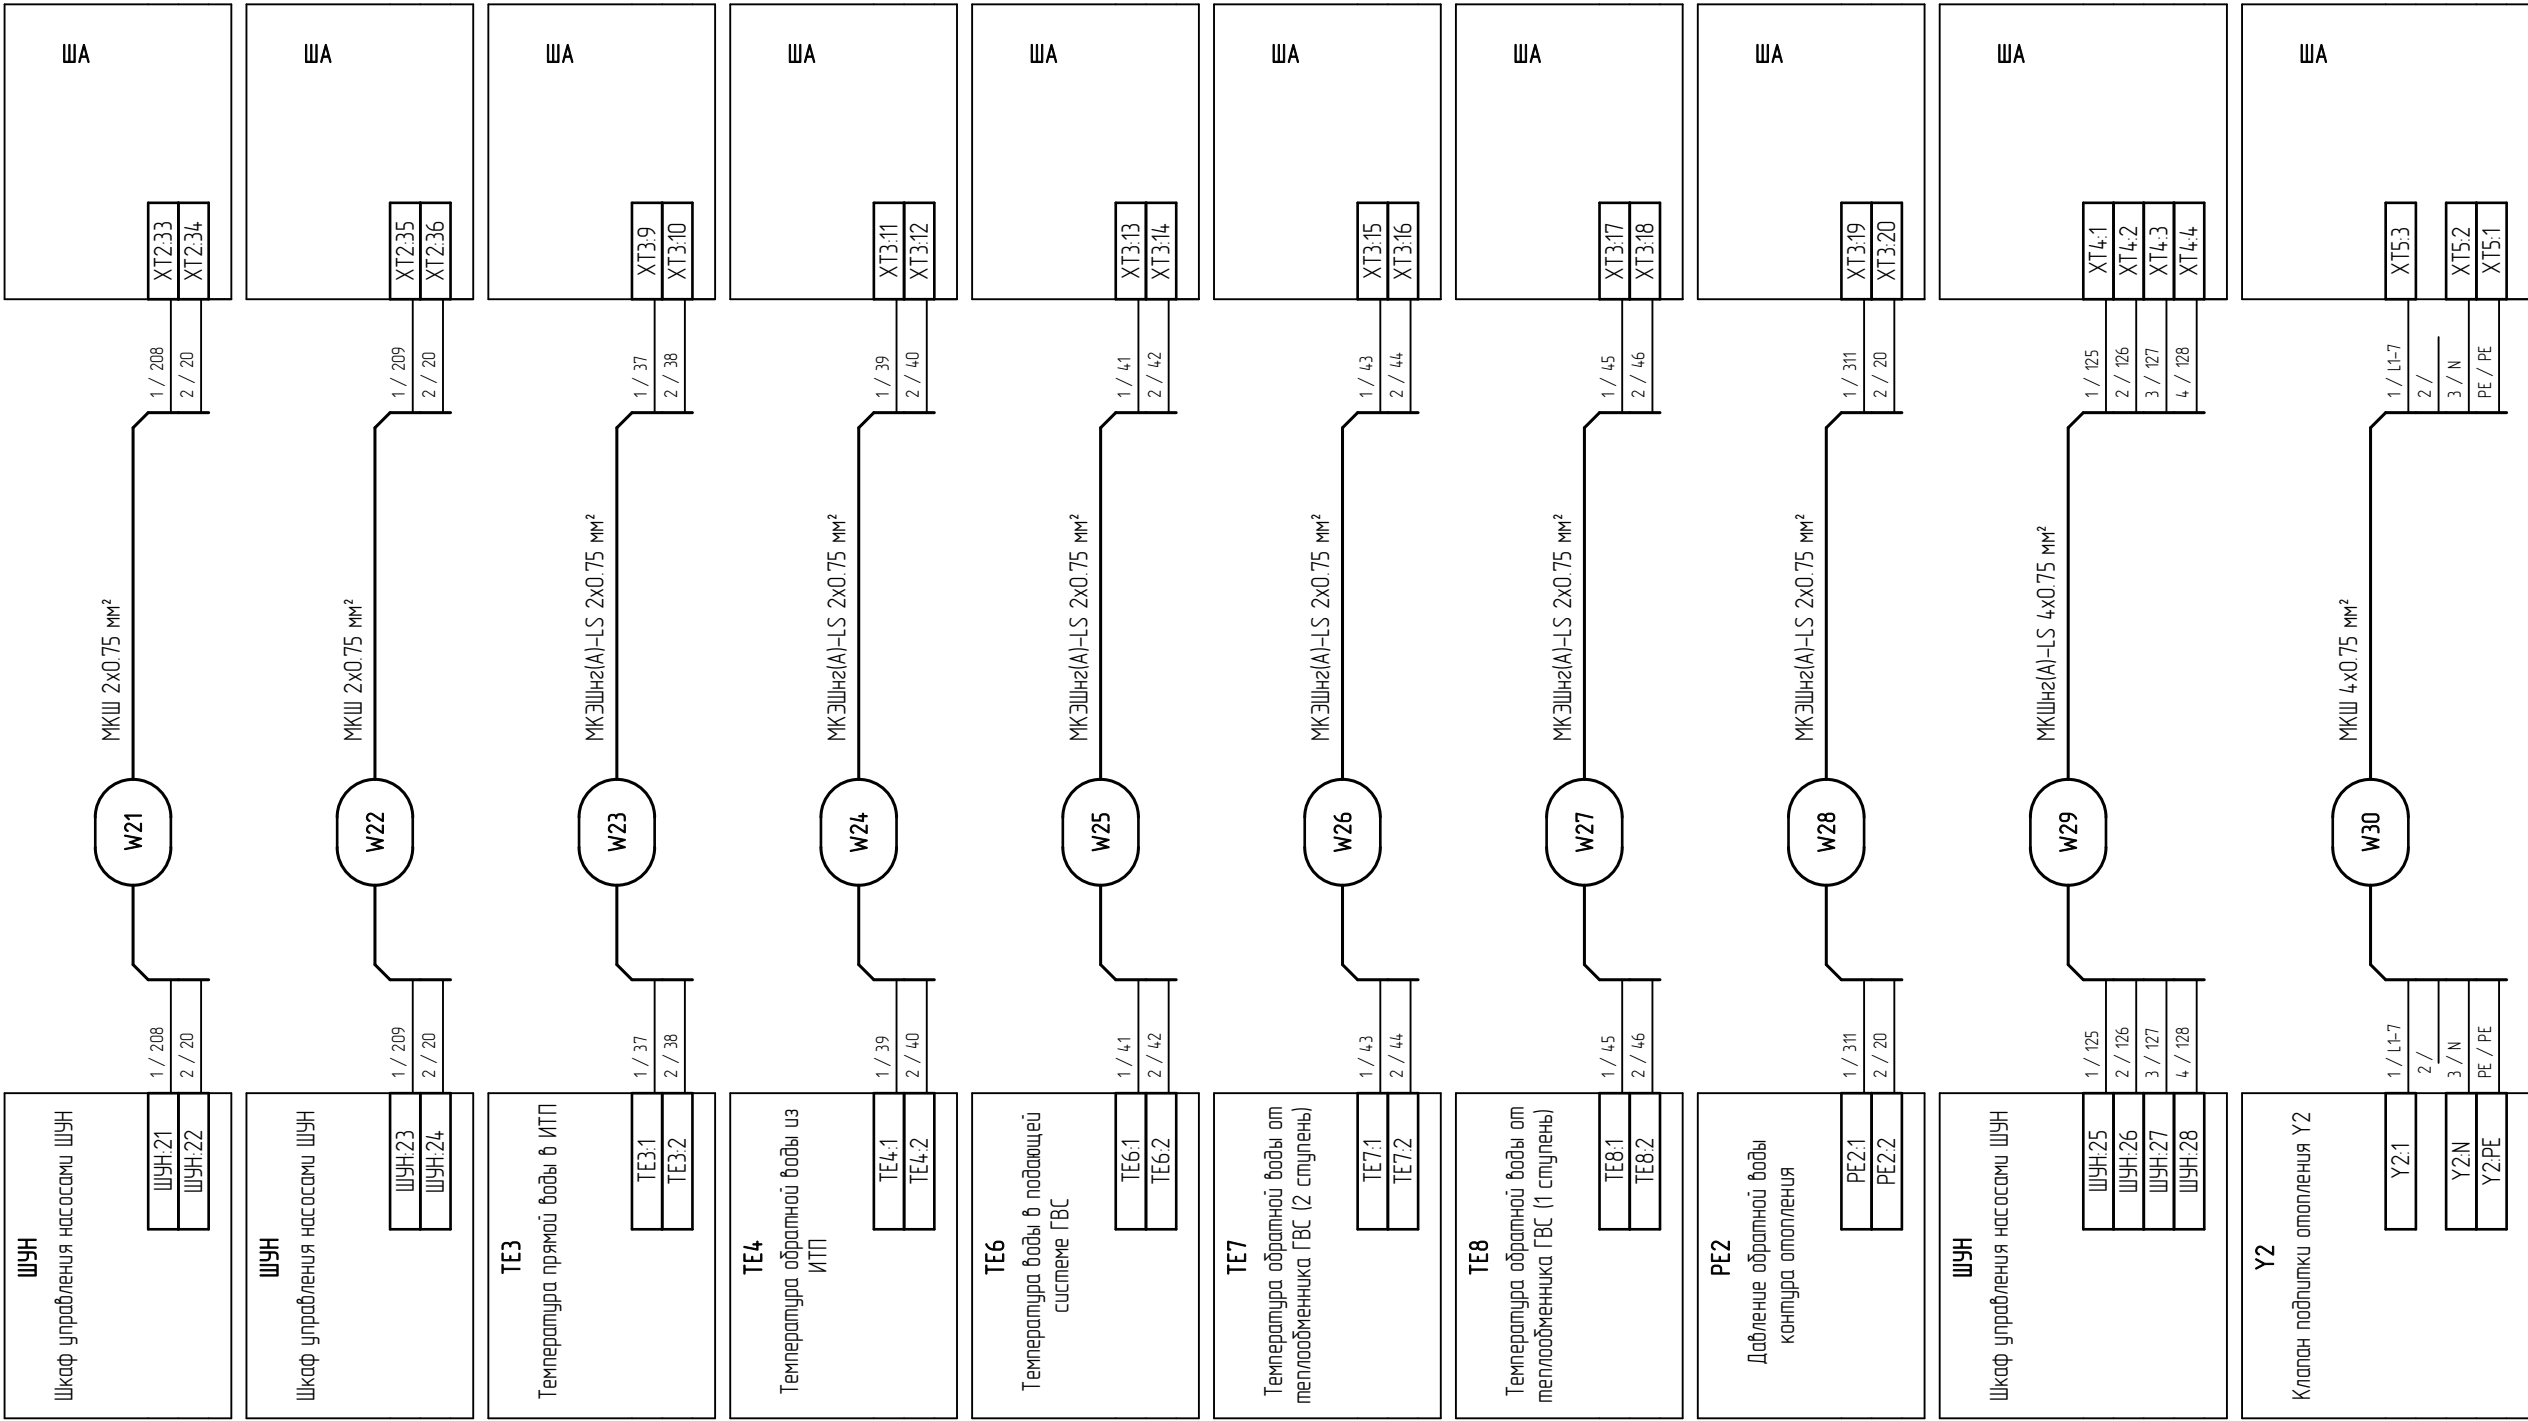 ШУН
Шкаф управления насосами ШУН
ШУН:21
ШУН:22
1 / 208
2 / 20
W21
МКШ 2x0.75 мм²
1 / 208
2 / 20
XT2:33
XT2:34
ША
ШУН
Шкаф управления насосами ШУН
ШУН:23
ШУН:24
1 / 209
2 / 20
W22
МКШ 2x0.75 мм²
1 / 209
2 / 20
XT2:35
XT2:36
ША
TE3
Температура прямой воды в ИТП
TE3:1
TE3:2
1 / 37
2 / 38
W23
МКЭШнг(А)-LS 2x0.75 мм²
1 / 37
2 / 38
XT3:9
XT3:10
ША
TE4
Температура обратной воды из
ИТП
TE4:1
TE4:2
1 / 39
2 / 40
W24
МКЭШнг(А)-LS 2x0.75 мм²
1 / 39
2 / 40
XT3:11
XT3:12
ША
TE6
Температура воды в подающей
системе ГВС
TE6:1
TE6:2
1 / 41
2 / 42
W25
МКЭШнг(А)-LS 2x0.75 мм²
1 / 41
2 / 42
XT3:13
XT3:14
ША
TE7
Температура обратной воды от
теплообменника ГВС (2 ступень)
TE7:1
TE7:2
1 / 43
2 / 44
W26
МКЭШнг(А)-LS 2x0.75 мм²
1 / 43
2 / 44
XT3:15
XT3:16
ША
TE8
Температура обратной воды от
теплообменника ГВС (1 ступень)
TE8:1
TE8:2
1 / 45
2 / 46
W27
МКЭШнг(А)-LS 2x0.75 мм²
1 / 45
2 / 46
XT3:17
XT3:18
ША
PE2
Давление обратной воды
контура отопления
PE2:1
PE2:2
1 / 311
2 / 20
W28
МКЭШнг(А)-LS 2x0.75 мм²
1 / 311
2 / 20
XT3:19
XT3:20
ША
ШУН
Шкаф управления насосами ШУН
ШУН:25
ШУН:26
ШУН:27
ШУН:28
1 / 125
2 / 126
3 / 127
4 / 128
W29
МКШнг(А)-LS 4x0.75 мм²
1 / 125
2 / 126
3 / 127
4 / 128
XT4:1
XT4:2
XT4:3
XT4:4
ША
Y2
Клапан подпитки отопления Y2
Y2:1
Y2:N
Y2:PE
1 / L1-7
2 /
3 / N
PE / PE
W30
МКШ 4x0.75 мм²
1 / L1-7
2 /
3 / N
PE / PE
XT5:3
XT5:2
XT5:1
ША